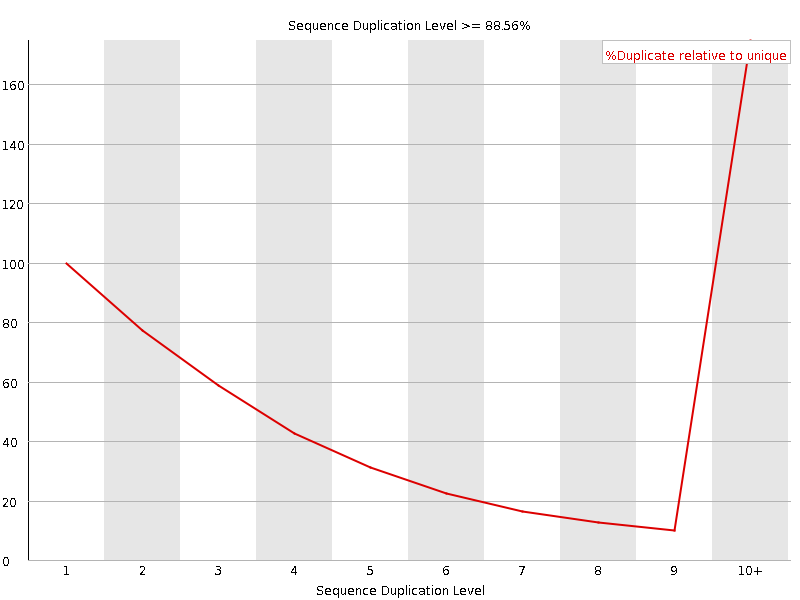 Sequence Duplication Level >= 88.56%
%Duplicate relative to unique
160
140
120
100
80
60
40
20
0
1 2 3 4 5 6 7 8 9 10+
Sequence Duplication Level